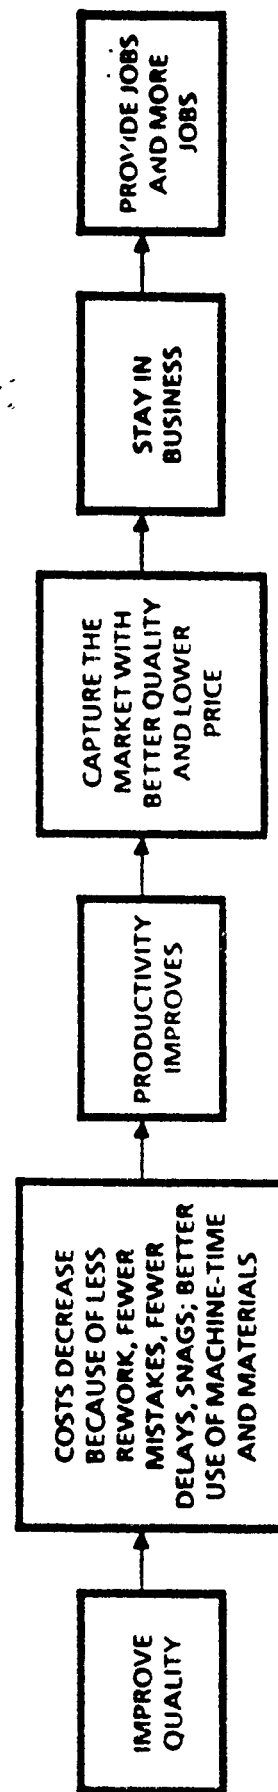 IMPROVE
QUALITY
COSTS DECREASE
BECAUSE OF LESS
REWORK, FEWER
MISTAKES, FEWER
DELAYS, SNAGS; BETTER
USE OF MACHINE-TIME
AND MATERIALS
PRODUCTIVITY
IMPROVES
CAPTURE THE
MARKET WITH
BETTER QUALITY
AND LOWER
PRICE
STAY IN
BUSINESS
PROVIDE JOBS
AND MORE
JOBS